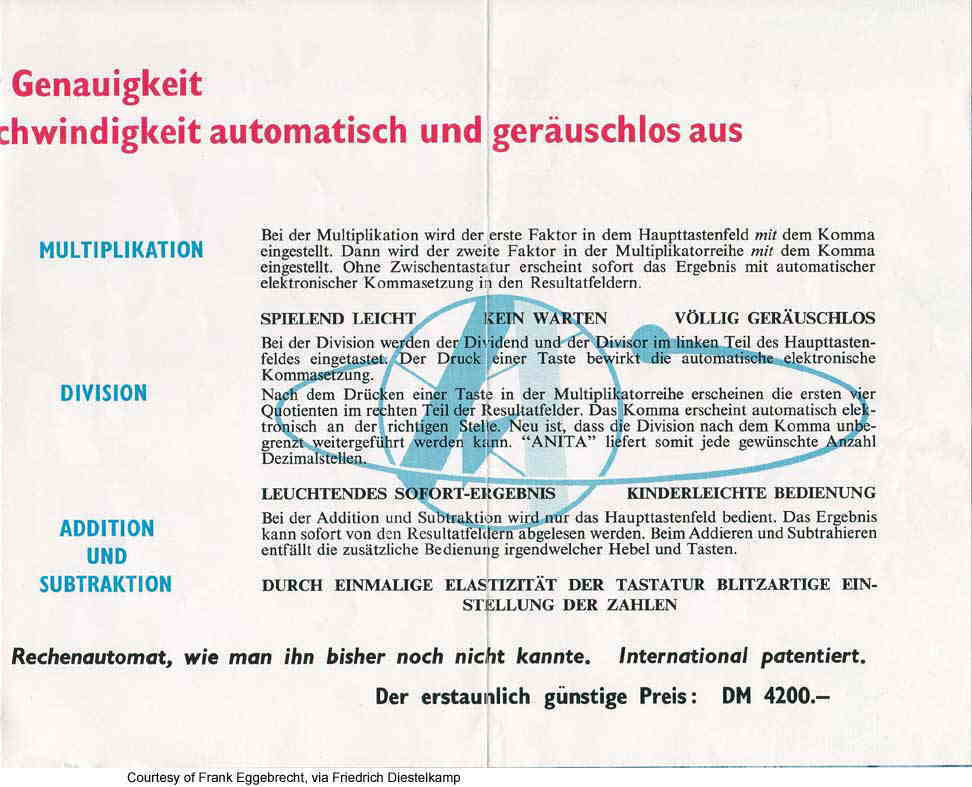 Genauigkeit
chwindigkeit automatisch und geräuschlos aus
MULTIPLIKATION
Bei der Multiplikation wird der erste Faktor in dem Haupttastenfeld mit dem Komma
eingestellt. Dann wird der zweite Faktor in der Multiplikatorreihe mit dem Komma
eingestellt. Ohne Zwischentastatur erscheint sofort das Ergebnis mit automatischer
elektronischer Kommasetzung in den Resultatfeldern.
SPIELEND LEICHT KEIN WARTEN VÖLLIG GERÄUSCHLOS
DIVISION
Bei der Division werden der Dividend und der Divisor im linken Teil des Haupttasten-
feldes eingetastet. Der Druck einer Taste bewirkt die automatische elektronische
Kommasetzung.
Nach dem Drücken einer Taste in der Multiplikatorreihe erscheinen die ersten vier
Quotienten im rechten Teil der Resultatfelder. Das Komma erscheint automatisch elek-
tronisch an der richtigen Stelle. Neu ist, dass die Division nach dem Komma unbe-
grenzt weitergeführt werden kann. “ANITA” liefert somit jede gewünschte Anzahl
Dezimalstellen.
LEUCHTENDES SOFORT-ERGEBNIS KINDERLEICHTE BEDIENUNG
ADDITION
UND
SUBTRAKTION
Bei der Addition und Subtraktion wird nur das Haupttastenfeld bedient. Das Ergebnis
kann sofort von den Resultatfeldern abgelesen werden. Beim Addieren und Subtrahieren
entfällt die zusätzliche Bedienung irgendwelcher Hebel und Tasten.
DURCH EINMALIGE ELASTIZITÄT DER TASTATUR BLITZARTIGE EIN-
STELLUNG DER ZAHLEN
Rechenautomat, wie man ihn bisher noch nicht kannte. International patentiert.
Der erstaunlich günstige Preis: DM 4200.—
Courtesy of Frank Eggebrecht, via Friedrich Diestelkamp